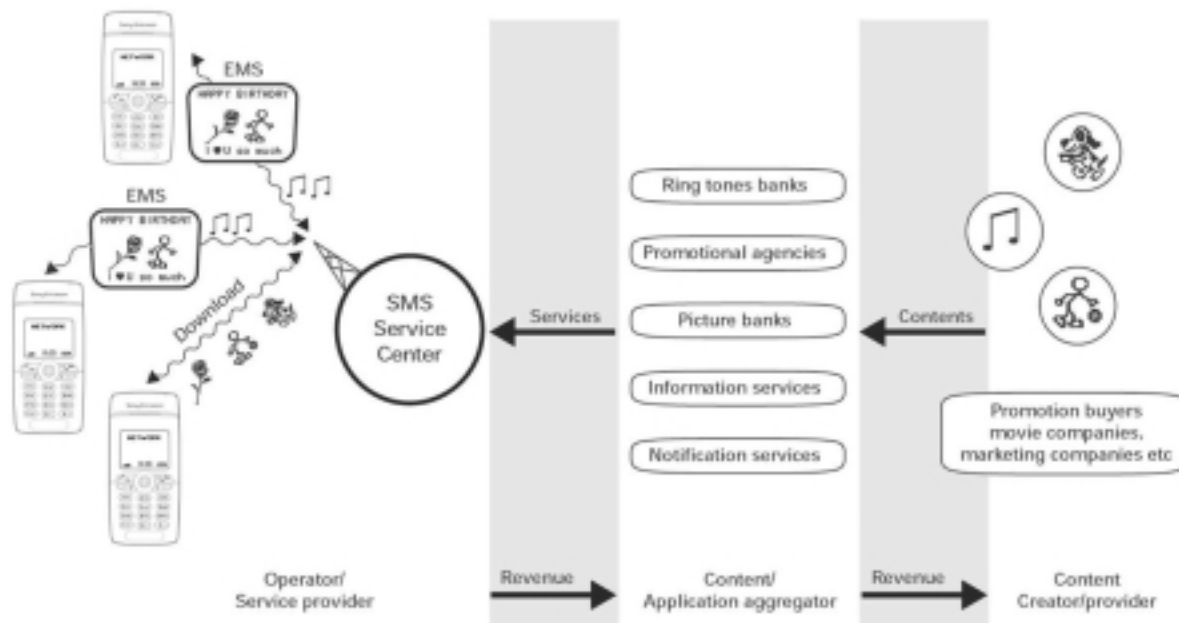 EMS
HAPPY BIRTHDAY
I ♥ U so much
NETWORK
EMS
HAPPY BIRTHDAY
I ♥ U so much
Download
NETWORK
NETWORK
SMS
Service
Center
Services
Ring tones banks
Promotional agencies
Picture banks
Information services
Notification services
Contents
Promotion buyers
movie companies,
marketing companies etc
Operator/
Service provider
Revenue
Content/
Application aggregator
Revenue
Content
Creator/provider